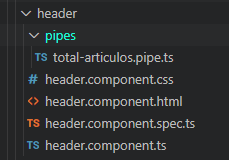 header
pipes
TS total-articulos.pipe.ts
# header.component.css
<> header.component.html
TS header.component.spec.ts
TS header.component.ts